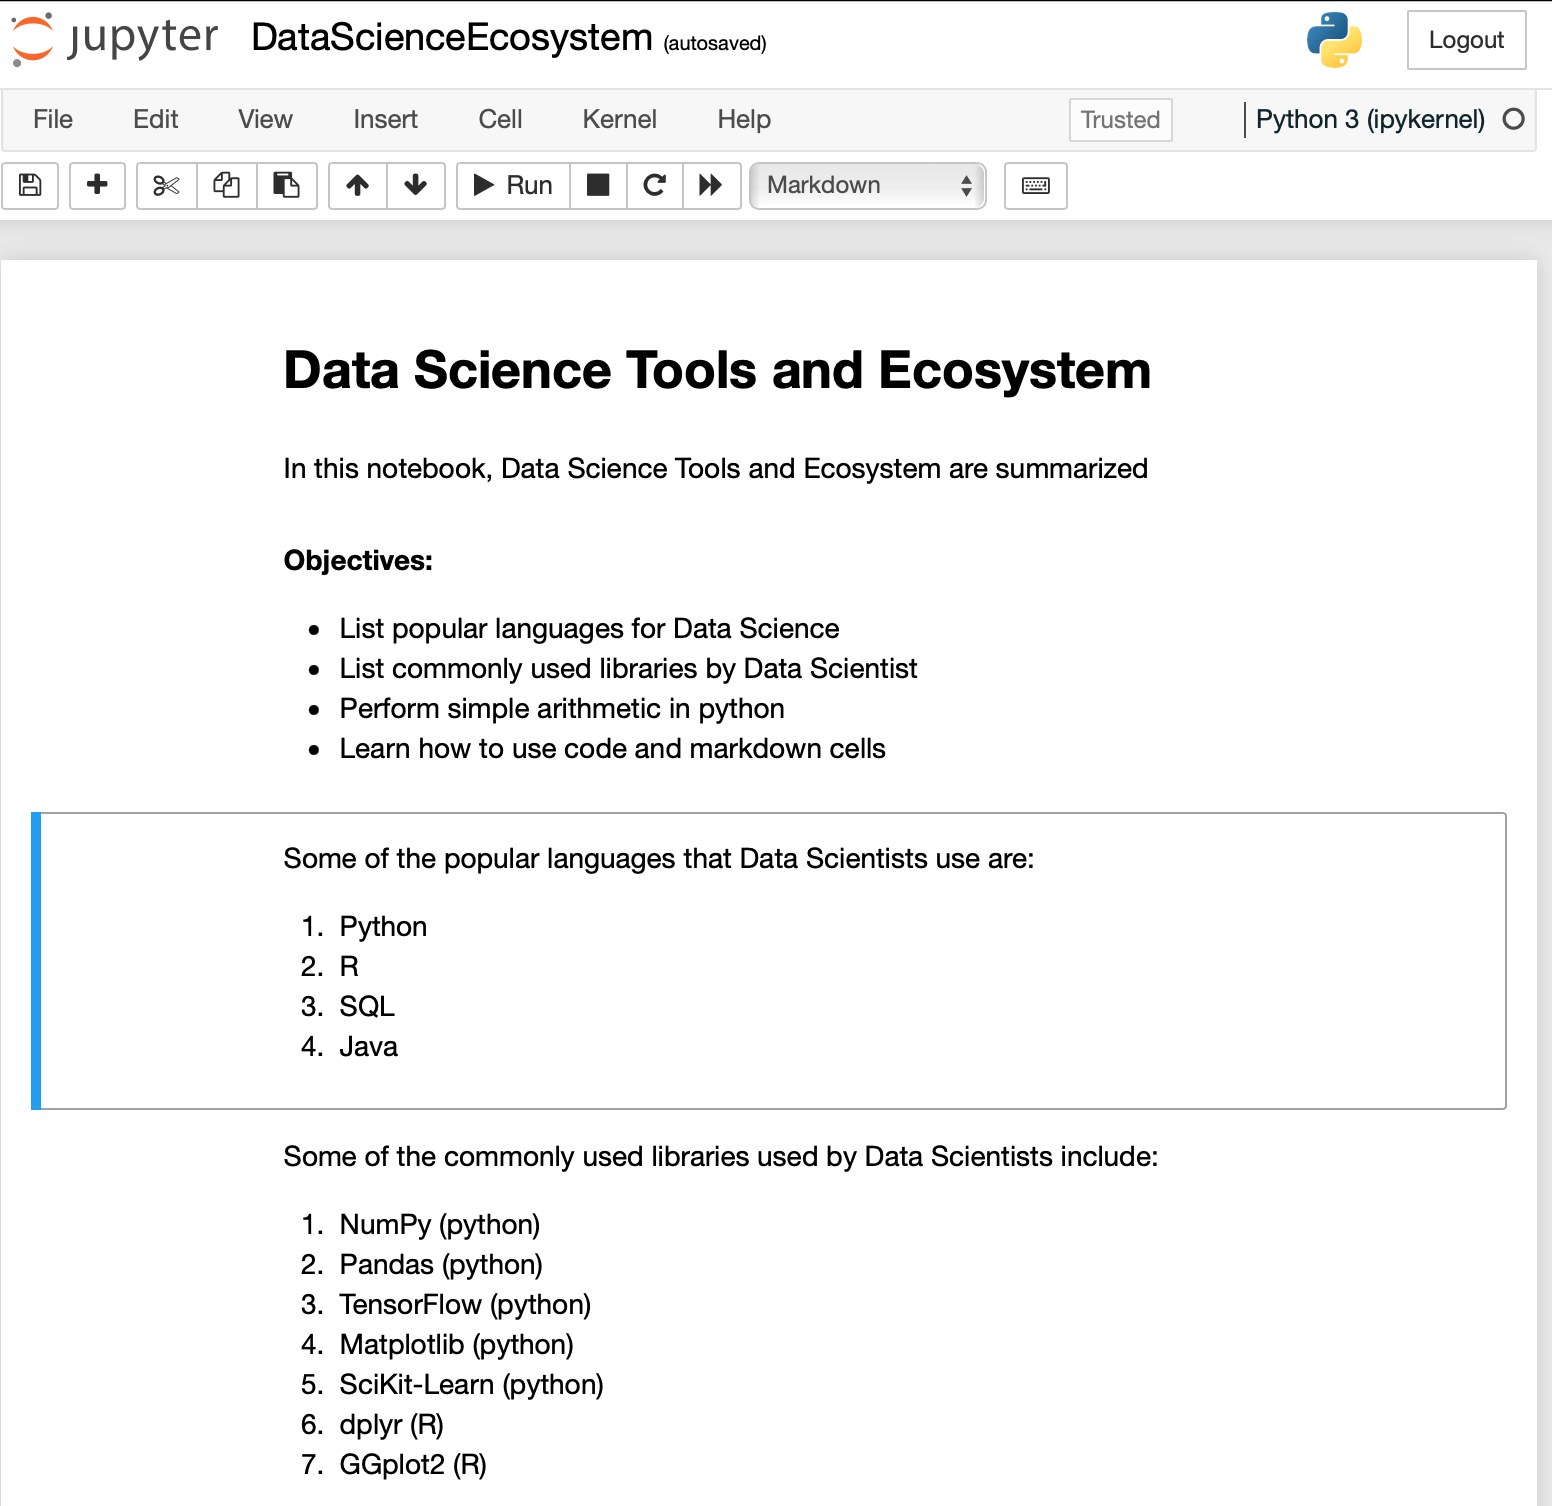 jupyter DataScienceEcosystem (autosaved) Logout
File Edit View Insert Cell Kernel Help Trusted Python 3 (ipykernel)
Run Markdown
Data Science Tools and Ecosystem
In this notebook, Data Science Tools and Ecosystem are summarized
Objectives:
• List popular languages for Data Science
• List commonly used libraries by Data Scientist
• Perform simple arithmetic in python
• Learn how to use code and markdown cells
Some of the popular languages that Data Scientists use are:
1. Python
2. R
3. SQL
4. Java
Some of the commonly used libraries used by Data Scientists include:
1. NumPy (python)
2. Pandas (python)
3. TensorFlow (python)
4. Matplotlib (python)
5. SciKit-Learn (python)
6. dplyr (R)
7. GGplot2 (R)